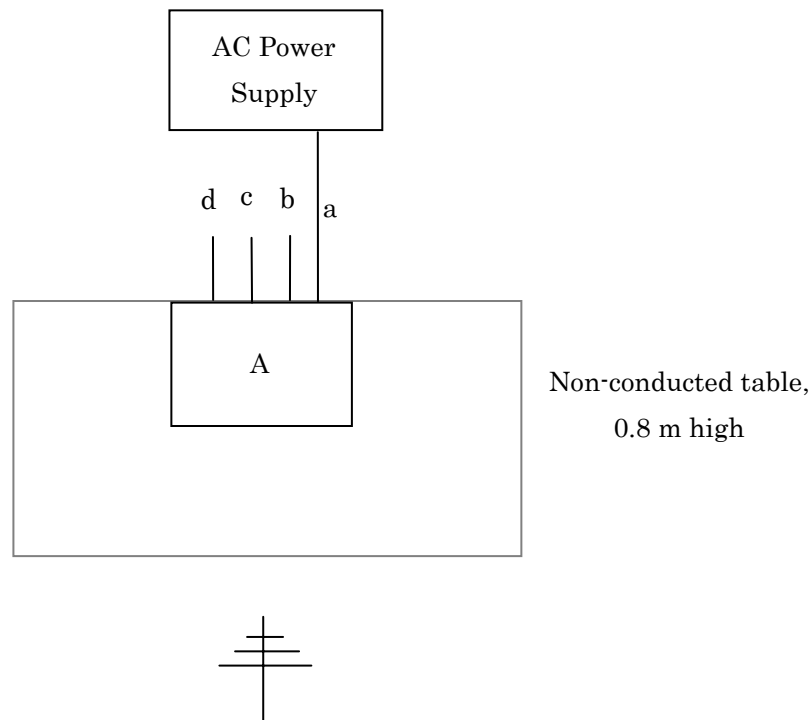 AC Power
Supply
d c b a
A
Non-conducted table,
0.8 m high